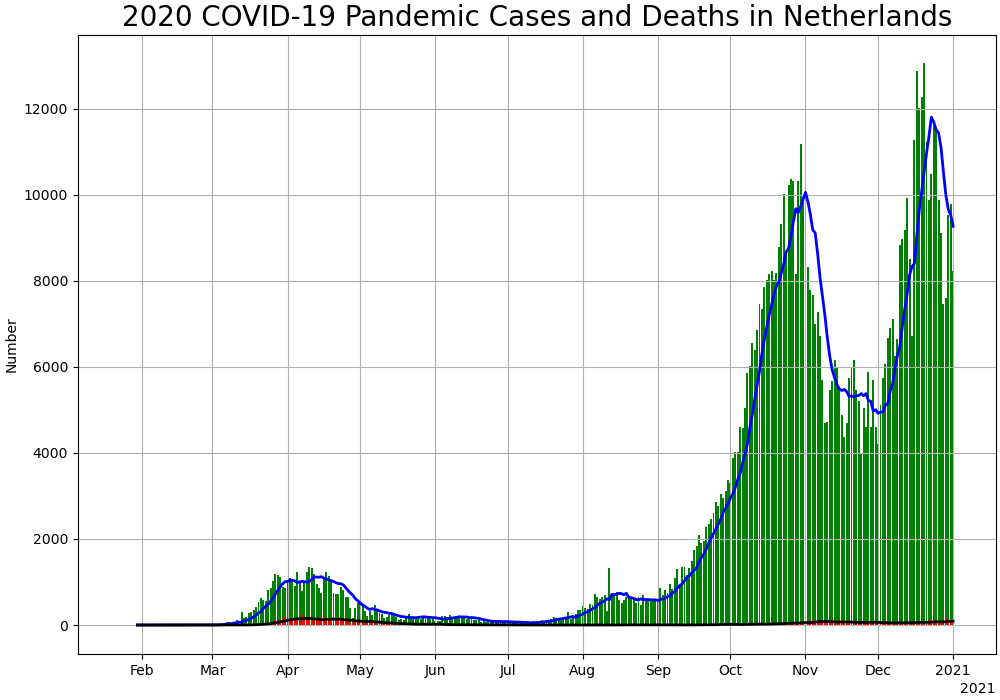 2020 COVID-19 Pandemic Cases and Deaths in Netherlands
Number
12000
10000
8000
6000
4000
2000
0
Feb Mar Apr May Jun Jul Aug Sep Oct Nov Dec 2021
2021